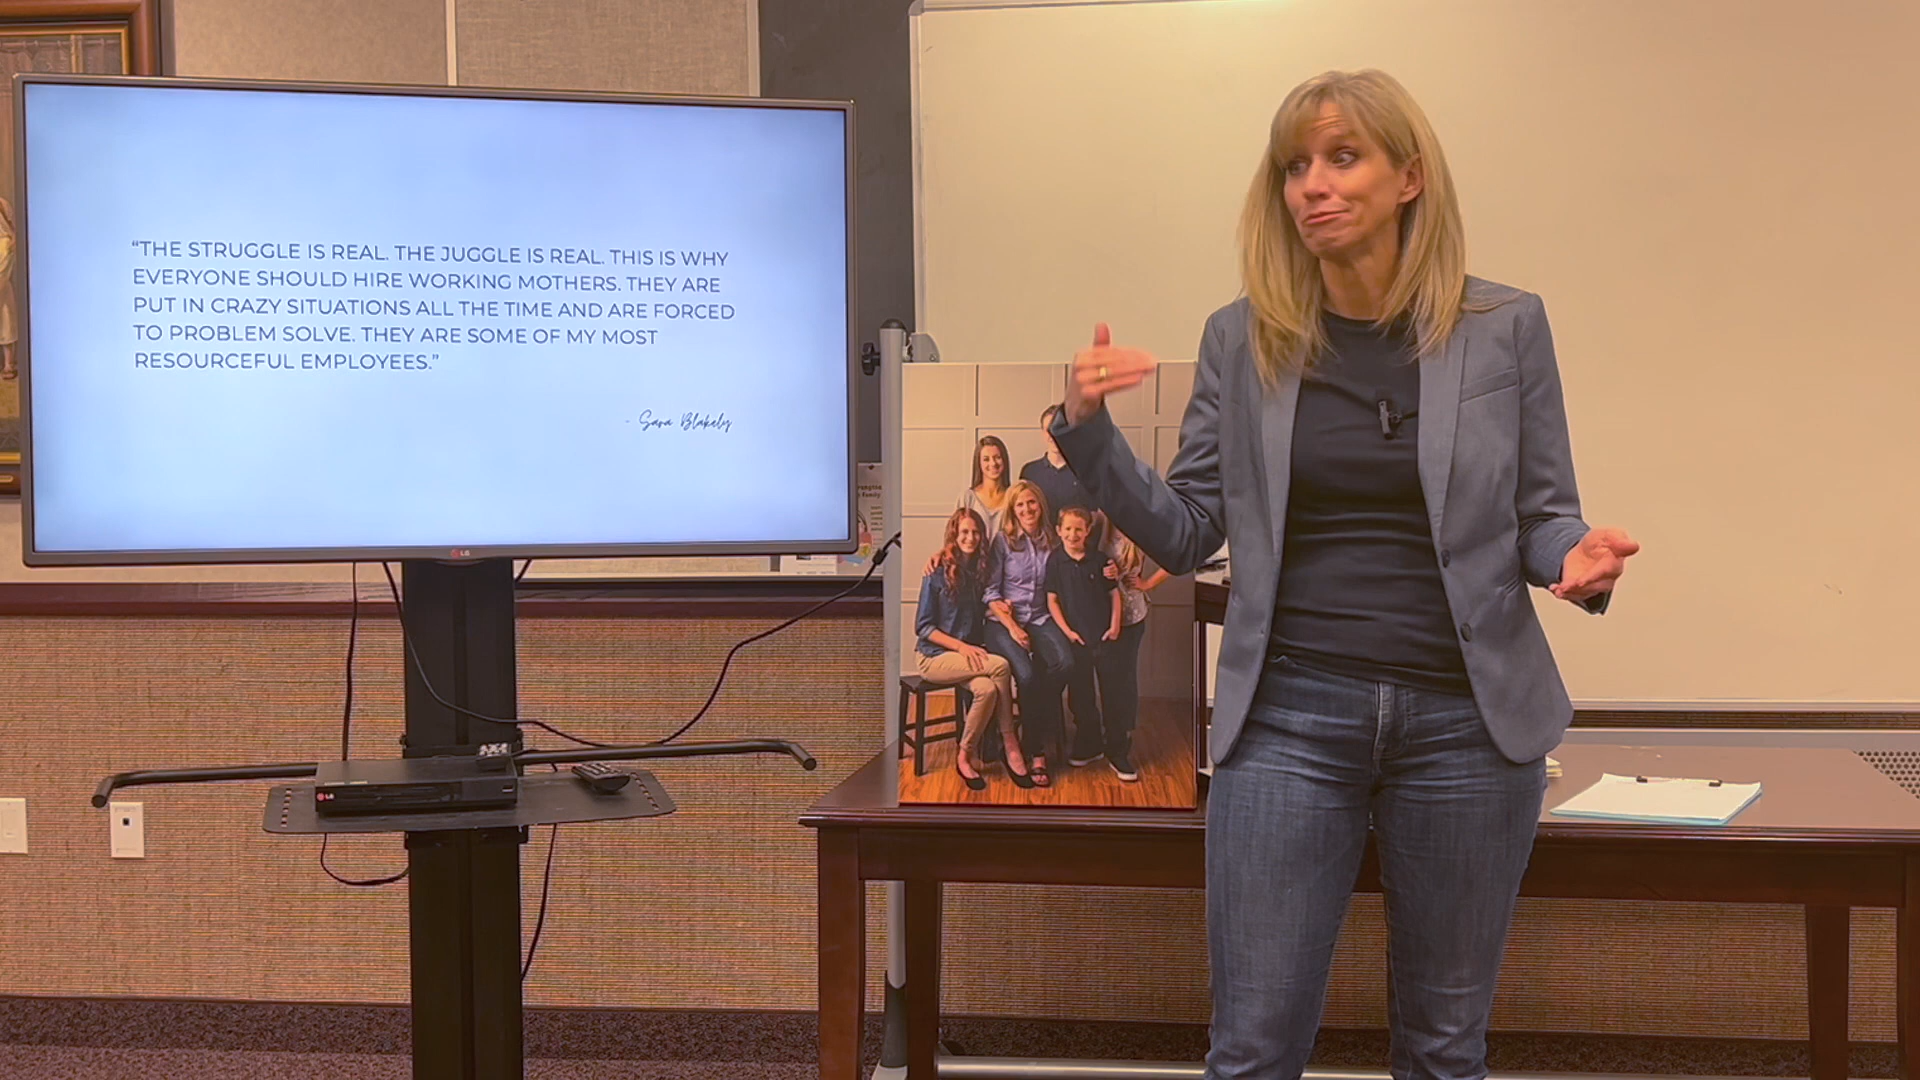 “THE STRUGGLE IS REAL. THE JUGGLE IS REAL. THIS IS WHY
EVERYONE SHOULD HIRE WORKING MOTHERS. THEY ARE
PUT IN CRAZY SITUATIONS ALL THE TIME AND ARE FORCED
TO PROBLEM SOLVE. THEY ARE SOME OF MY MOST
RESOURCEFUL EMPLOYEES.”
- Sara Blakely
LG
LG